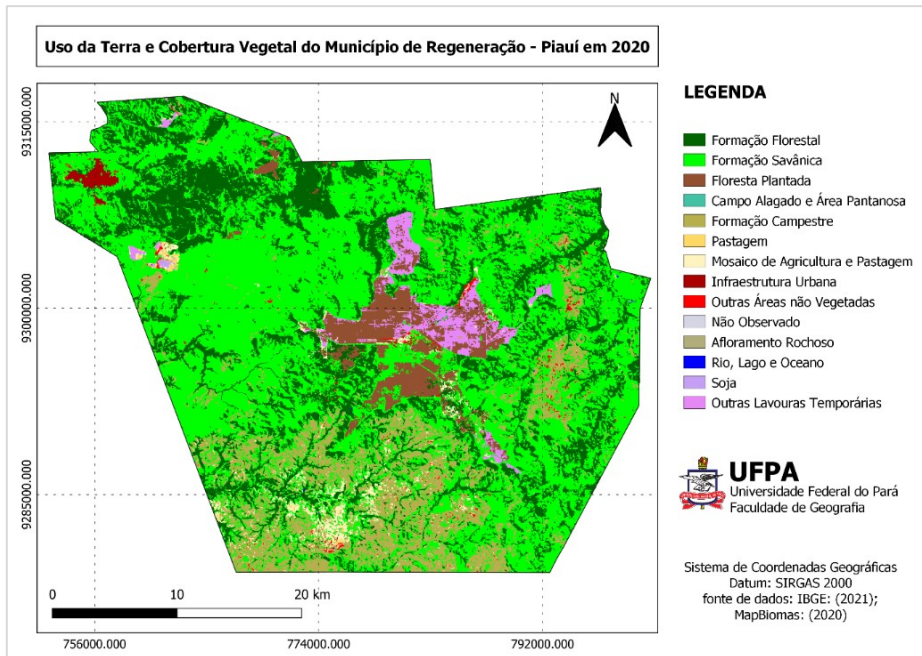 Uso da Terra e Cobertura Vegetal do Município de Regeneração - Piauí em 2020
9315000.000
9300000.000
9285000.000
N
0 10 20 km
756000.000 774000.000 792000.000
LEGENDA
Formação Florestal
Formação Savânica
Floresta Plantada
Campo Alagado e Área Pantanosa
Formação Campestre
Pastagem
Mosaico de Agricultura e Pastagem
Infraestrutura Urbana
Outras Áreas não Vegetadas
Não Observado
Afloramento Rochoso
Rio, Lago e Oceano
Soja
Outras Lavouras Temporárias
UFPA
Universidade Federal do Pará
Faculdade de Geografia
Sistema de Coordenadas Geográficas
Datum: SIRGAS 2000
fonte de dados: IBGE: (2021);
MapBiomas: (2020)